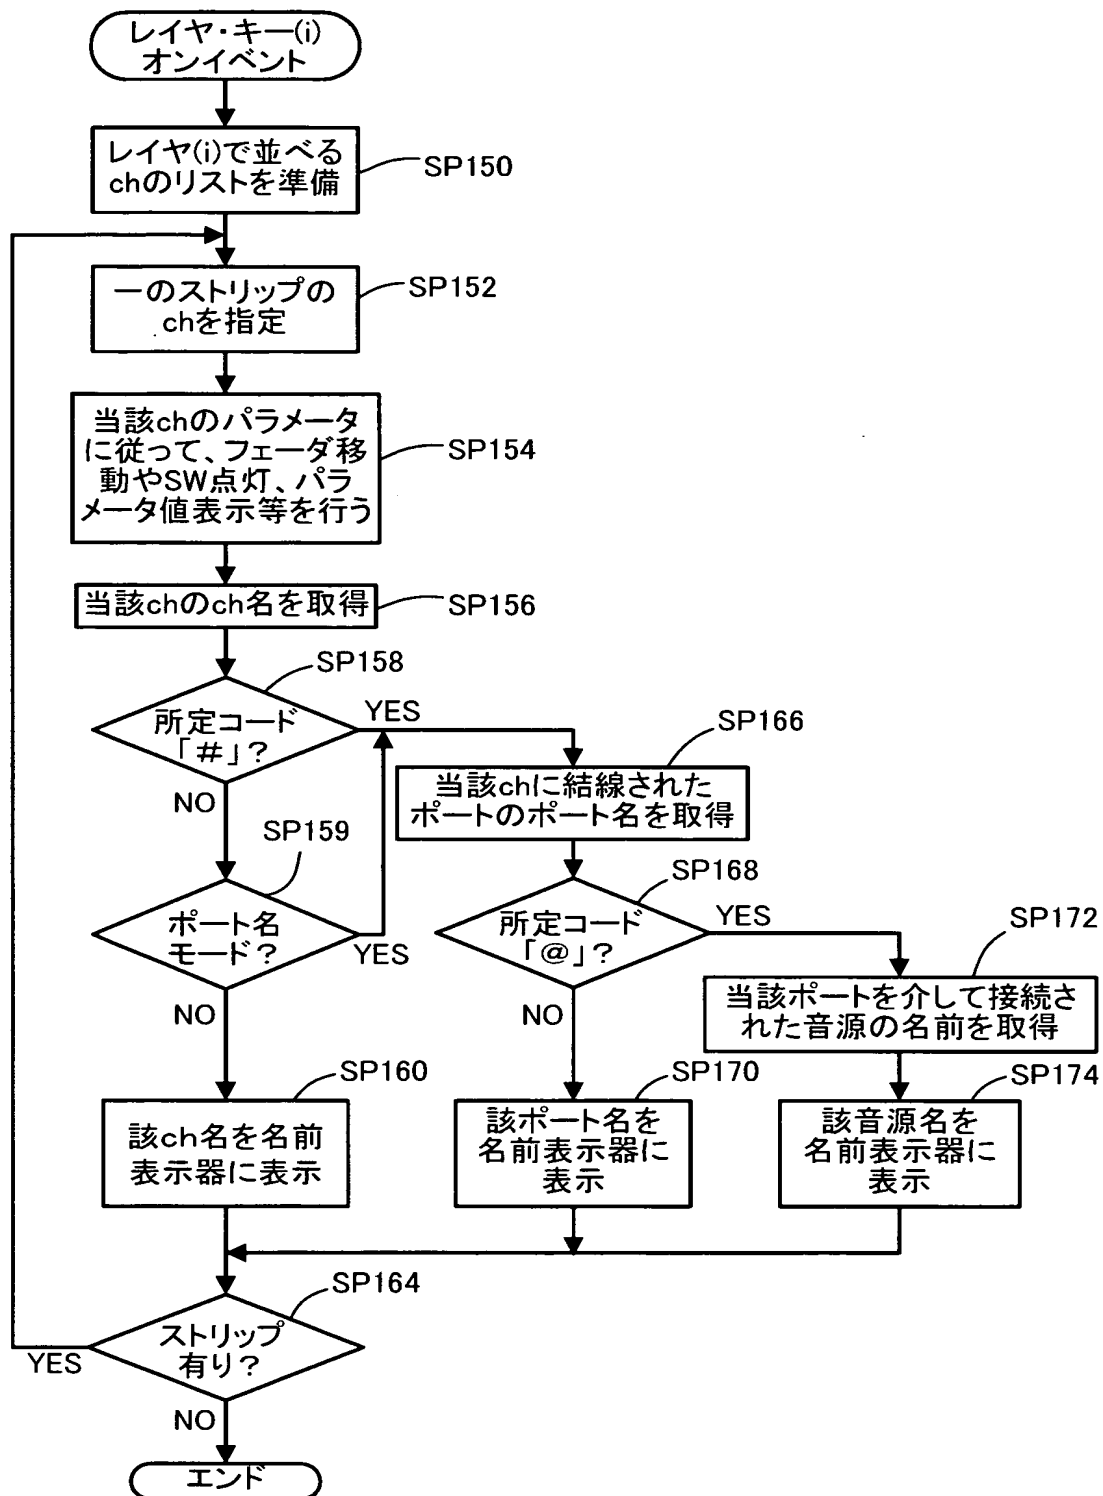 レイヤ・キー(i)
オンイベント
レイヤ(i)で並べる
chのリストを準備
SP150
一のストリップの
chを指定
SP152
当該chのパラメータ
に従って、フェーダ移
動やSW点灯、パラ
メータ値表示等を行う
SP154
当該chのch名を取得
SP156
SP158
所定コード
「#」?
YES
NO
SP166
当該chに結線された
ポートのポート名を取得
SP159
ポート名
モード?
YES
NO
SP168
所定コード
「@」?
YES
NO
SP172
当該ポートを介して接続さ
れた音源の名前を取得
SP160
該ch名を名前
表示器に表示
SP170
該ポート名を
名前表示器に
表示
SP174
該音源名を
名前表示器に
表示
SP164
ストリップ
有り?
YES
NO
エンド